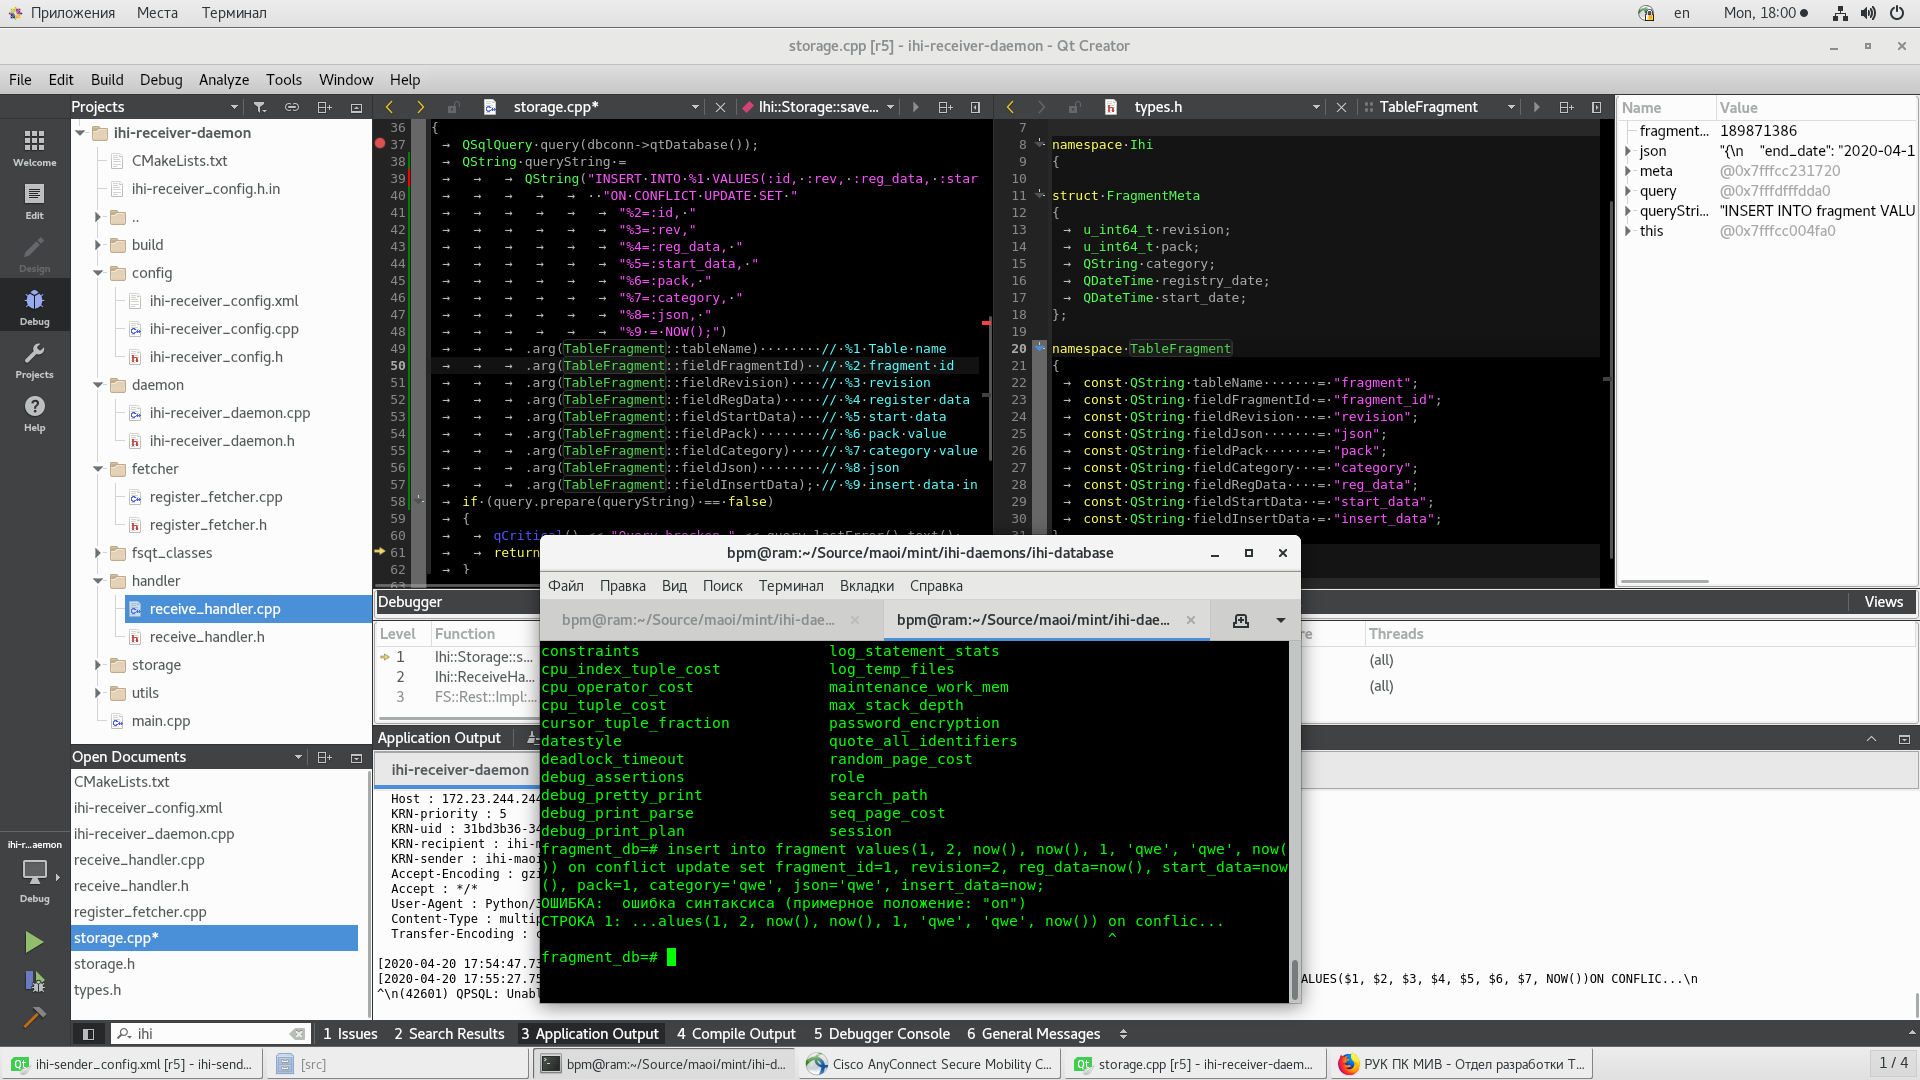 Приложения Места Терминал en Mon, 18:00
storage.cpp [r5] - ihi-receiver-daemon - Qt Creator
File Edit Build Debug Analyze Tools Window Help
Welcome
Edit
Design
Debug
Projects
Help
ihi-r...aemon
Debug
Projects
ihi-receiver-daemon
CMakeLists.txt
ihi-receiver_config.h.in
..
build
config
ihi-receiver_config.xml
ihi-receiver_config.cpp
ihi-receiver_config.h
daemon
ihi-receiver_daemon.cpp
ihi-receiver_daemon.h
fetcher
register_fetcher.cpp
register_fetcher.h
fsqt_classes
handler
receive_handler.cpp
receive_handler.h
storage
utils
main.cpp
Open Documents
CMakeLists.txt
ihi-receiver_config.xml
ihi-receiver_daemon.cpp
receive_handler.cpp
receive_handler.h
register_fetcher.cpp
storage.cpp*
storage.h
types.h
storage.cpp* Ihi::Storage::save...
36 {
37 → QSqlQuery·query(dbconn->qtDatabase());
38 → QString·queryString·=
39 → → → QString("INSERT·INTO·%1·VALUES(:id,·:rev,·:reg_data,·:star
40 → → → → → ··"ON·CONFLICT·UPDATE·SET·"
41 → → → → → → "%2=:id,·"
42 → → → → → → "%3=:rev,"
43 → → → → → → "%4=:reg_data,·"
44 → → → → → → "%5=:start_data,·"
45 → → → → → → "%6=:pack,·"
46 → → → → → → "%7=:category,·"
47 → → → → → → "%8=:json,·"
48 → → → → → → "%9·=·NOW();")
49 → → → .arg(TableFragment::tableName)········//·%1·Table·name
50 → → → .arg(TableFragment::fieldFragmentId)··//·%2·fragment·id
51 → → → .arg(TableFragment::fieldRevision)····//·%3·revision
52 → → → .arg(TableFragment::fieldRegData)·····//·%4·register·data
53 → → → .arg(TableFragment::fieldStartData)···//·%5·start·data
54 → → → .arg(TableFragment::fieldPack)········//·%6·pack·value
55 → → → .arg(TableFragment::fieldCategory)····//·%7·category·value
56 → → → .arg(TableFragment::fieldJson)········//·%8·json
57 → → → .arg(TableFragment::fieldInsertData);·//·%9·insert·data·in
58 → if·(query.prepare(queryString)·==·false)
59 → {
60 → → qCritical()·<<·"Query·brocken·"·<<·query.lastError().text();
61 → → return
62 → }
63
types.h TableFragment
7
8 namespace·Ihi
9 {
10
11 struct·FragmentMeta
12 {
13 → u_int64_t·revision;
14 → u_int64_t·pack;
15 → QString·category;
16 → QDateTime·registry_date;
17 → QDateTime·start_date;
18 };
19
20 namespace·TableFragment
21 {
22 → const·QString·tableName·······=·"fragment";
23 → const·QString·fieldFragmentId·=·"fragment_id";
24 → const·QString·fieldRevision···=·"revision";
25 → const·QString·fieldJson·······=·"json";
26 → const·QString·fieldPack·······=·"pack";
27 → const·QString·fieldCategory···=·"category";
28 → const·QString·fieldRegData····=·"reg_data";
29 → const·QString·fieldStartData··=·"start_data";
30 → const·QString·fieldInsertData·=·"insert_data";
31 }
Name Value
fragment... 189871386
json "{\n "end_date": "2020-04-1
meta @0x7fffcc231720
query @0x7fffdfffdda0
queryStri... "INSERT INTO fragment VALU
this @0x7fffcc004fa0
Debugger Views
Level Function
1 Ihi::Storage::s...
2 Ihi::ReceiveHa...
3 FS::Rest::Impl:...
re Threads
(all)
(all)
Application Output
ihi-receiver-daemon
Host : 172.23.244.244
KRN-priority : 5
KRN-uid : 31bd3b36-34
KRN-recipient : ihi-m
KRN-sender : ihi-maoi
Accept-Encoding : gzi
Accept : */*
User-Agent : Python/3
Content-Type : multip
Transfer-Encoding : c
[2020-04-20 17:54:47.73
[2020-04-20 17:55:27.75 ALUES($1, $2, $3, $4, $5, $6, $7, NOW())ON CONFLIC...\n
^\n(42601) QPSQL: Unabl
bpm@ram:~/Source/maoi/mint/ihi-daemons/ihi-database
Файл Правка Вид Поиск Терминал Вкладки Справка
bpm@ram:~/Source/maoi/mint/ihi-dae... bpm@ram:~/Source/maoi/mint/ihi-dae...
constraints log_statement_stats
cpu_index_tuple_cost log_temp_files
cpu_operator_cost maintenance_work_mem
cpu_tuple_cost max_stack_depth
cursor_tuple_fraction password_encryption
datestyle quote_all_identifiers
deadlock_timeout random_page_cost
debug_assertions role
debug_pretty_print search_path
debug_print_parse seq_page_cost
debug_print_plan session
fragment_db=# insert into fragment values(1, 2, now(), now(), 1, 'qwe', 'qwe', now(
)) on conflict update set fragment_id=1, revision=2, reg_data=now(), start_data=now
(), pack=1, category='qwe', json='qwe', insert_data=now;
ОШИБКА: ошибка синтаксиса (примерное положение: "on")
СТРОКА 1: ...alues(1, 2, now(), now(), 1, 'qwe', 'qwe', now()) on conflic...
^
fragment_db=#
ihi 1 Issues 2 Search Results 3 Application Output 4 Compile Output 5 Debugger Console 6 General Messages
ihi-sender_config.xml [r5] - ihi-send... [src] bpm@ram:~/Source/maoi/mint/ihi-d... Cisco AnyConnect Secure Mobility C... storage.cpp [r5] - ihi-receiver-daem... РУК ПК МИВ - Отдел разработки Т... 1 / 4